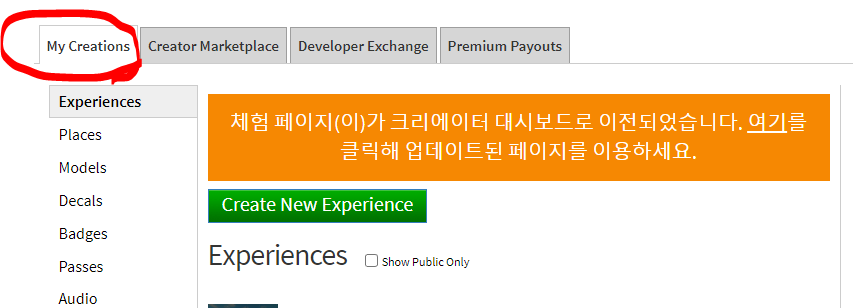 My Creations
Creator Marketplace
Developer Exchange
Premium Payouts
Experiences
Places
Models
Decals
Badges
Passes
Audio
체험 페이지(이)가 크리에이터 대시보드로 이전되었습니다. 여기를
클릭해 업데이트된 페이지를 이용하세요.
Create New Experience
Experiences
Show Public Only